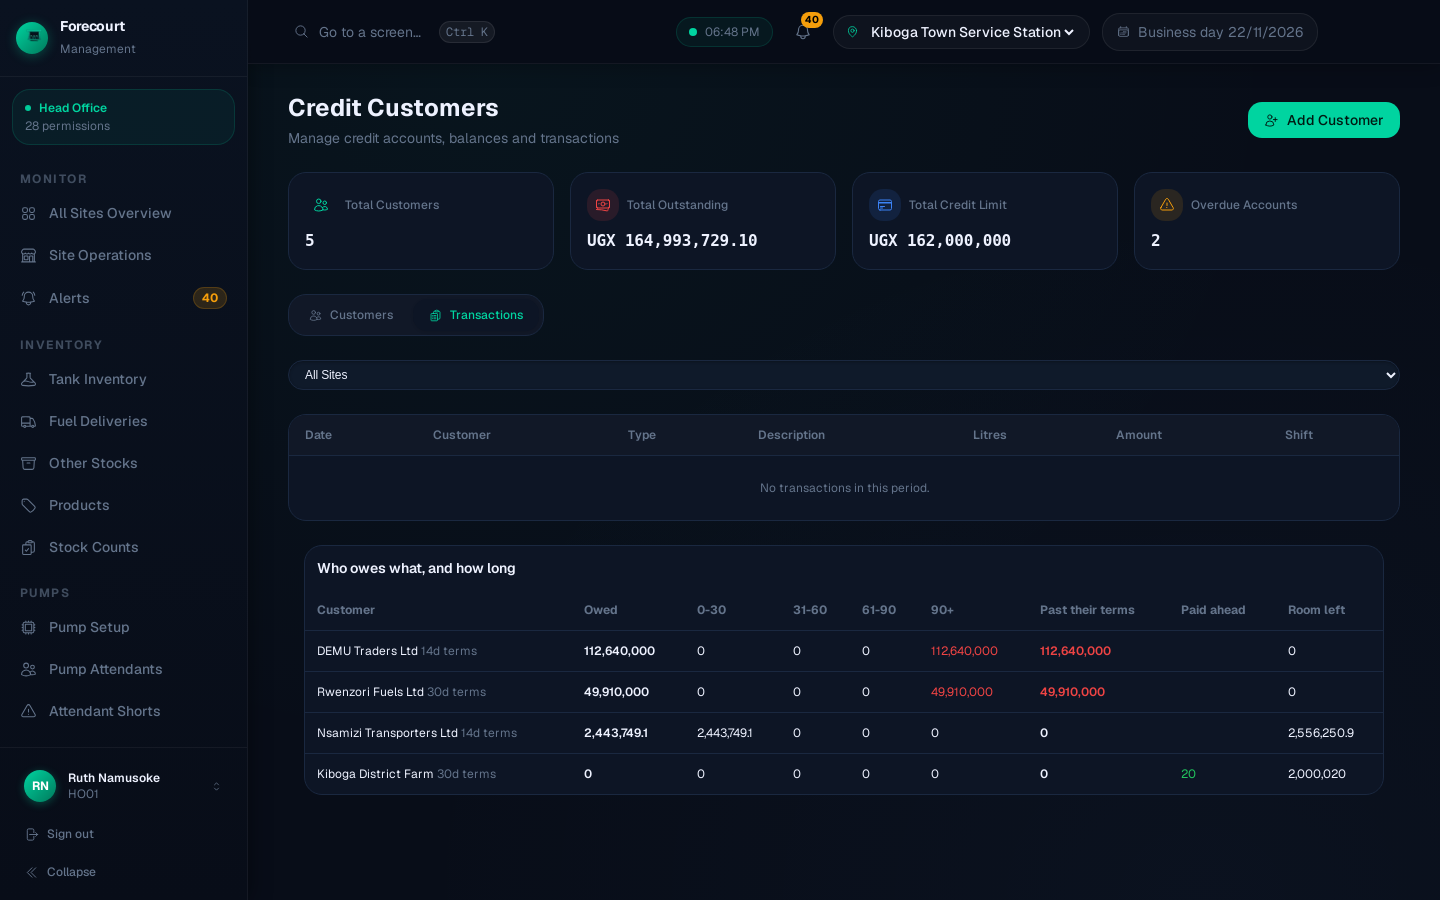 Forecourt
Management
Go to a screen... Ctrl K
06:48 PM
40
Kiboga Town Service Station
Business day 22/11/2026
Head Office
28 permissions
MONITOR
All Sites Overview
Site Operations
Alerts 40
INVENTORY
Tank Inventory
Fuel Deliveries
Other Stocks
Products
Stock Counts
PUMPS
Pump Setup
Pump Attendants
Attendant Shorts
RN Ruth Namusoke
HO01
Sign out
Collapse
Credit Customers
Manage credit accounts, balances and transactions
Add Customer
Total Customers
5
Total Outstanding
UGX 164,993,729.10
Total Credit Limit
UGX 162,000,000
Overdue Accounts
2
Customers Transactions
All Sites
Date Customer Type Description Litres Amount Shift
No transactions in this period.
Who owes what, and how long
Customer Owed 0-30 31-60 61-90 90+ Past their terms Paid ahead Room left
DEMU Traders Ltd 14d terms 112,640,000 0 0 0 112,640,000 112,640,000 0
Rwenzori Fuels Ltd 30d terms 49,910,000 0 0 0 49,910,000 49,910,000 0
Nsamizi Transporters Ltd 14d terms 2,443,749.1 2,443,749.1 0 0 0 0 2,556,250.9
Kiboga District Farm 30d terms 0 0 0 0 0 0 20 2,000,020